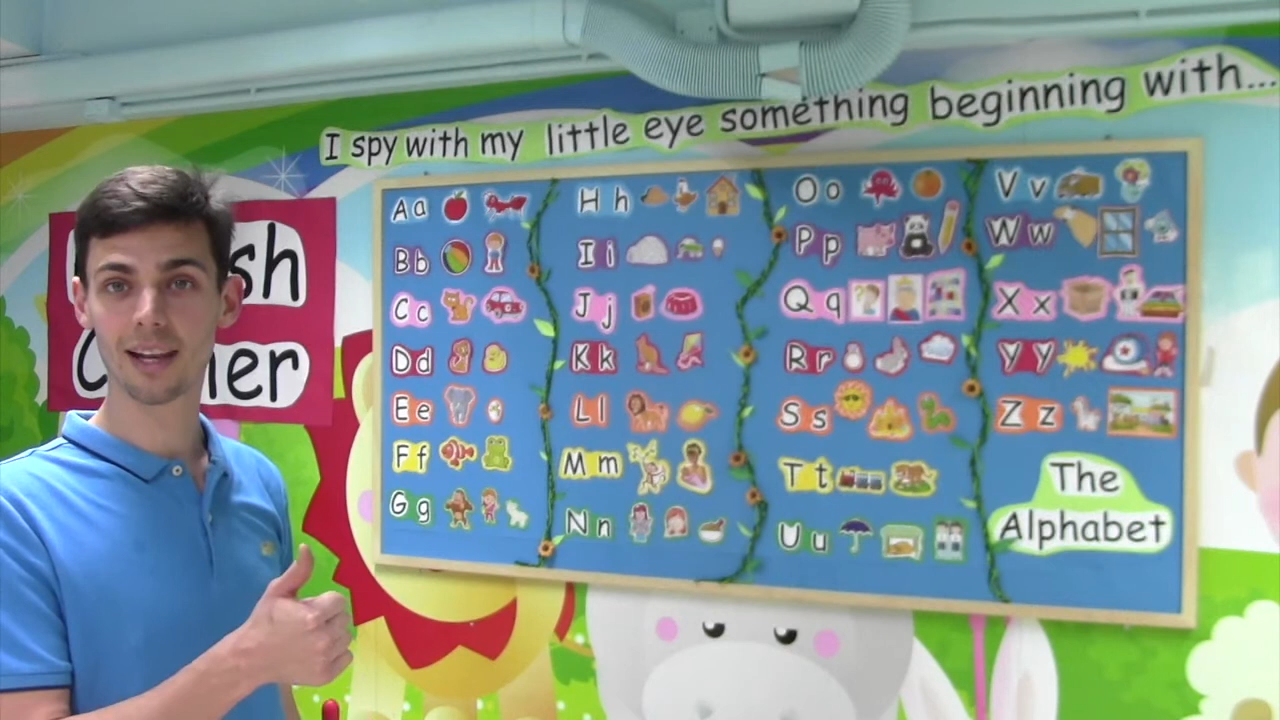 I spy with my little eye something beginning with...
sh
C ner
Aa
Bb
Cc
Dd
Ee
Ff
Gg
Hh
Ii
Jj
Kk
Ll
Mm
Nn
Oo
Pp
Qq
Rr
Ss
Tt
Uu
Vv
Ww
Xx
Yy
Zz
The
Alphabet